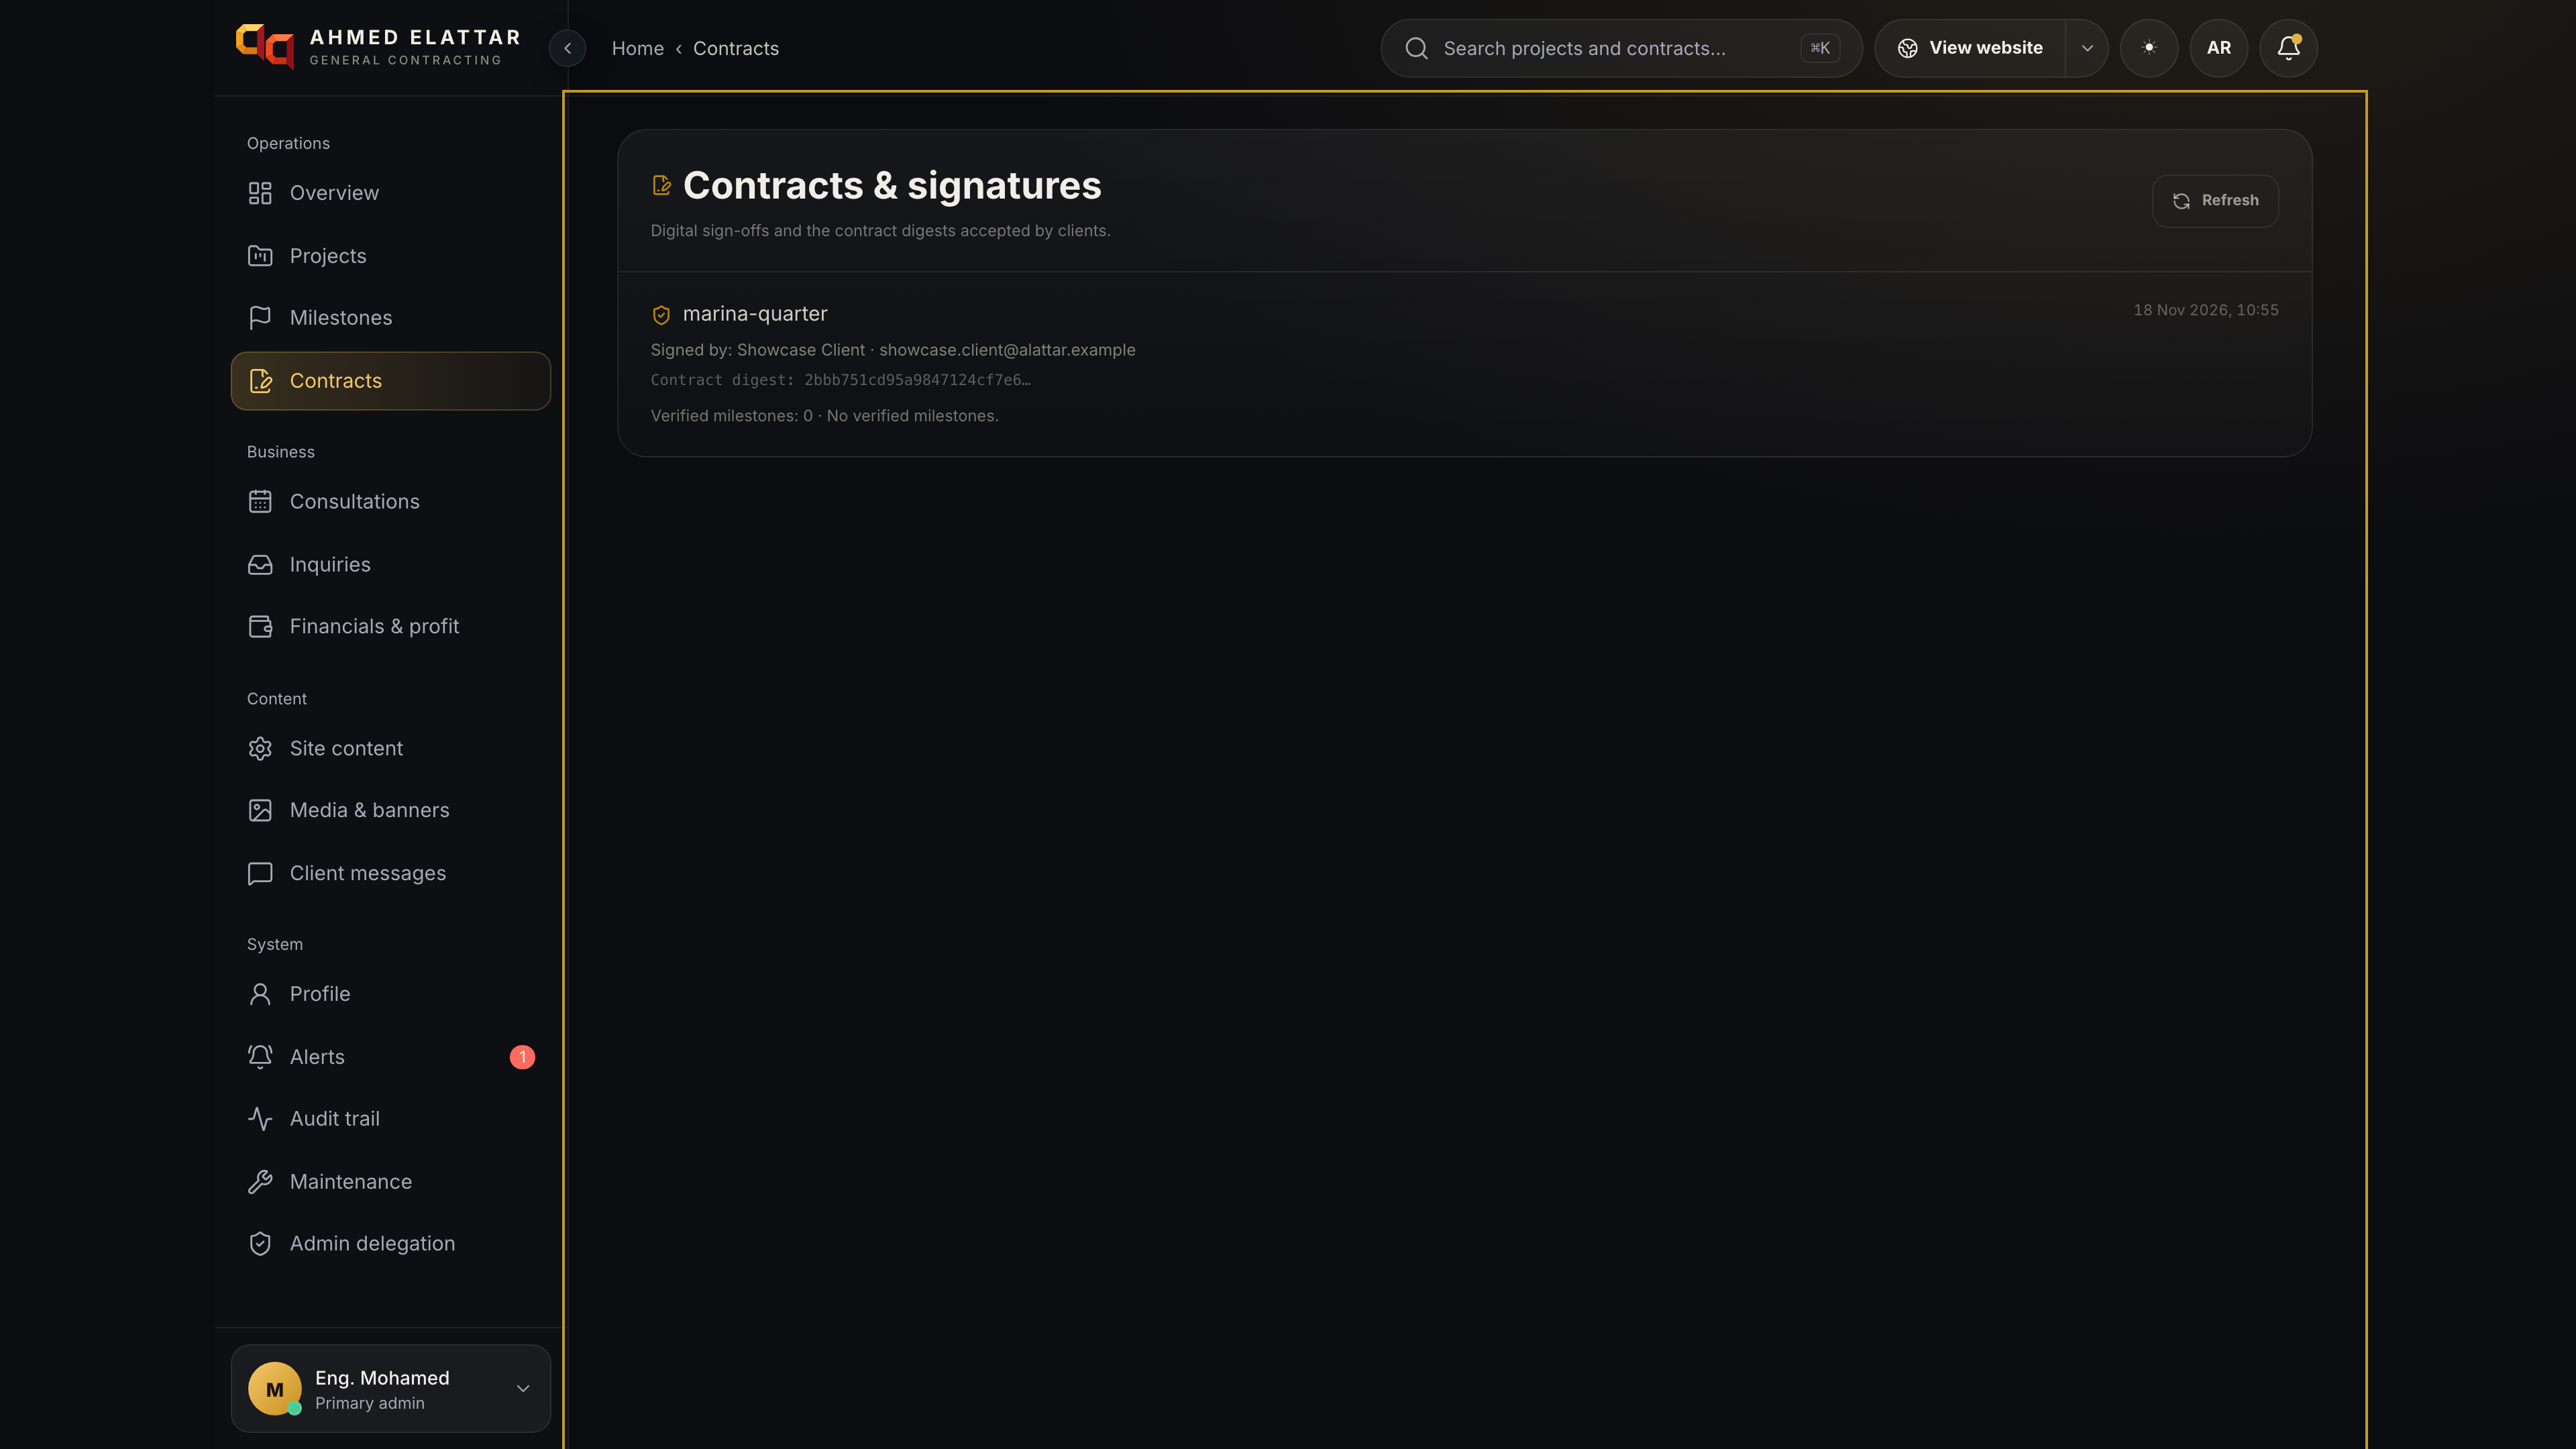 AHMED ELATTAR
GENERAL CONTRACTING
Home ‹ Contracts
Search projects and contracts...
⌘K
View website
AR
Operations
Overview
Projects
Milestones
Contracts
Business
Consultations
Inquiries
Financials & profit
Content
Site content
Media & banners
Client messages
System
Profile
Alerts
1
Audit trail
Maintenance
Admin delegation
M
Eng. Mohamed
Primary admin
Contracts & signatures
Digital sign-offs and the contract digests accepted by clients.
Refresh
marina-quarter
18 Nov 2026, 10:55
Signed by: Showcase Client · showcase.client@alattar.example
Contract digest: 2bbb751cd95a9847124cf7e6…
Verified milestones: 0 · No verified milestones.